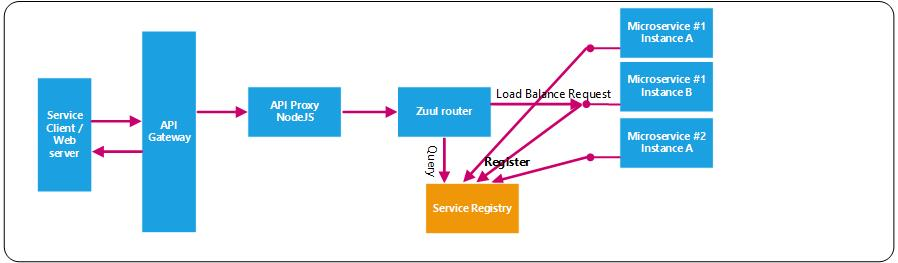 Service
Client /
Web
server
API
Gateway
API Proxy
NodeJS
Zuul router
Load Balance Request
Query
Register
Service Registry
Microservice #1
Instance A
Microservice #1
Instance B
Microservice #2
Instance A